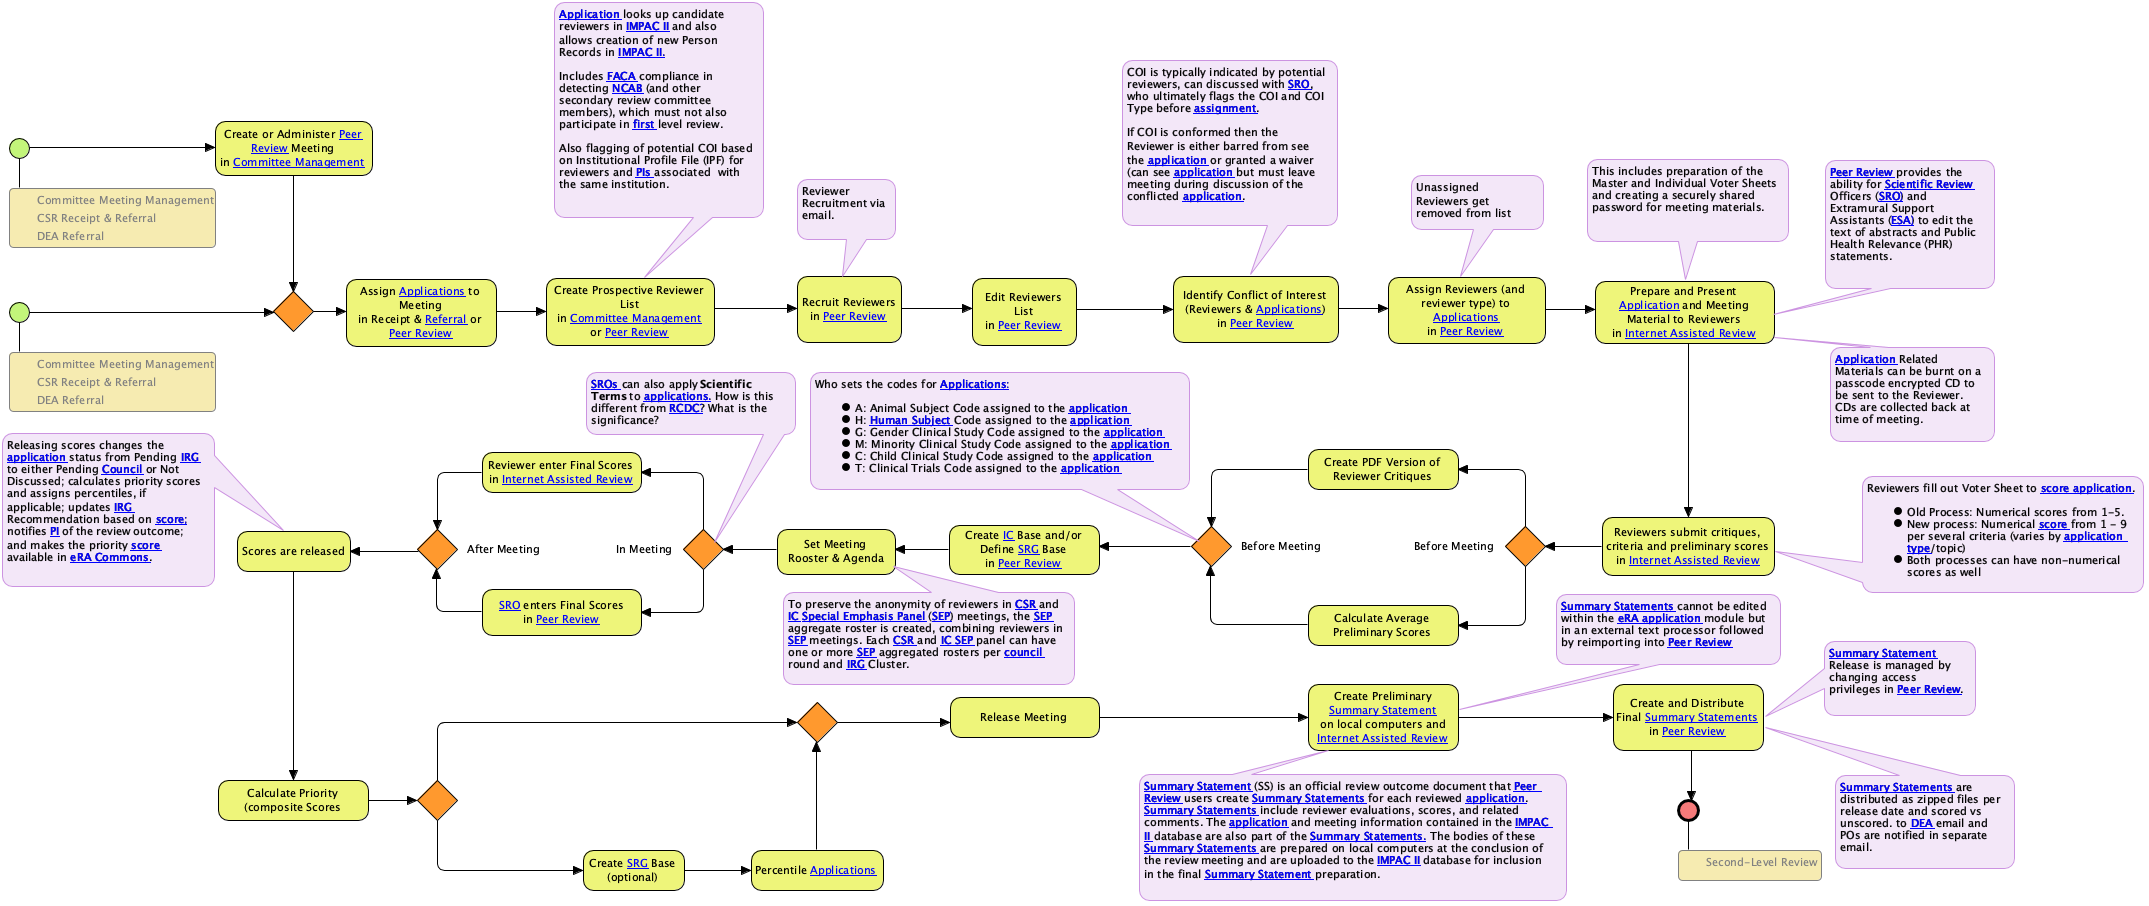 Application looks up candidate
reviewers in IMPAC II and also
allows creation of new Person
Records in IMPAC II.
Includes FACA compliance in
detecting NCAB (and other
secondary review committee
members), which must not also
participate in first level review.
Also flagging of potential COI based
on Institutional Profile File (IPF) for
reviewers and PIs associated with
the same institution.
COI is typically indicated by potential
reviewers, can discussed with SRO,
who ultimately flags the COI and COI
Type before assignment.
If COI is conformed then the
Reviewer is either barred from see
the application or granted a waiver
(can see application but must leave
meeting during discussion of the
conflicted application.
Create or Administer Peer
Review Meeting
in Committee Management
Committee Meeting Management
CSR Receipt & Referral
DEA Referral
Reviewer
Recruitment via
email.
Unassigned
Reviewers get
removed from list
This includes preparation of the
Master and Individual Voter Sheets
and creating a securely shared
password for meeting materials.
Peer Review provides the
ability for Scientific Review
Officers (SRO) and
Extramural Support
Assistants (ESA) to edit the
text of abstracts and Public
Health Relevance (PHR)
statements.
Assign Applications to
Meeting
in Receipt & Referral or
Peer Review
Create Prospective Reviewer
List
in Committee Management
or Peer Review
Recruit Reviewers
in Peer Review
Edit Reviewers
List
in Peer Review
Identify Conflict of Interest
(Reviewers & Applications)
in Peer Review
Assign Reviewers (and
reviewer type) to
Applications
in Peer Review
Prepare and Present
Application and Meeting
Material to Reviewers
in Internet Assisted Review
Committee Meeting Management
CSR Receipt & Referral
DEA Referral
Application Related
Materials can be burnt on a
passcode encrypted CD to
be sent to the Reviewer.
CDs are collected back at
time of meeting.
SROs can also apply Scientific
Terms to applications. How is this
different from RCDC? What is the
significance?
Who sets the codes for Applications:
● A: Animal Subject Code assigned to the application
● H: Human Subject Code assigned to the application
● G: Gender Clinical Study Code assigned to the application
● M: Minority Clinical Study Code assigned to the application
● C: Child Clinical Study Code assigned to the application
● T: Clinical Trials Code assigned to the application
Releasing scores changes the
application status from Pending IRG
to either Pending Council or Not
Discussed; calculates priority scores
and assigns percentiles, if
applicable; updates IRG
Recommendation based on score;
notifies PI of the review outcome;
and makes the priority score
available in eRA Commons.
Reviewer enter Final Scores
in Internet Assisted Review
Create PDF Version of
Reviewer Critiques
Reviewers fill out Voter Sheet to score application.
● Old Process: Numerical scores from 1-5.
● New process: Numerical score from 1 - 9
per several criteria (varies by application
type/topic)
● Both processes can have non-numerical
scores as well
Scores are released
After Meeting
In Meeting
Set Meeting
Rooster & Agenda
Create IC Base and/or
Define SRG Base
in Peer Review
Before Meeting
Before Meeting
Reviewers submit critiques,
criteria and preliminary scores
in Internet Assisted Review
SRO enters Final Scores
in Peer Review
To preserve the anonymity of reviewers in CSR and
IC Special Emphasis Panel (SEP) meetings, the SEP
aggregate roster is created, combining reviewers in
SEP meetings. Each CSR and IC SEP panel can have
one or more SEP aggregated rosters per council
round and IRG Cluster.
Calculate Average
Preliminary Scores
Summary Statements cannot be edited
within the eRA application module but
in an external text processor followed
by reimporting into Peer Review
Summary Statement
Release is managed by
changing access
privileges in Peer Review.
Release Meeting
Create Preliminary
Summary Statement
on local computers and
Internet Assisted Review
Create and Distribute
Final Summary Statements
in Peer Review
Calculate Priority
(composite Scores
Summary Statement (SS) is an official review outcome document that Peer
Review users create Summary Statements for each reviewed application.
Summary Statements include reviewer evaluations, scores, and related
comments. The application and meeting information contained in the IMPAC
II database are also part of the Summary Statements. The bodies of these
Summary Statements are prepared on local computers at the conclusion of
the review meeting and are uploaded to the IMPAC II database for inclusion
in the final Summary Statement preparation.
Summary Statements are
distributed as zipped files per
release date and scored vs
unscored. to DEA email and
POs are notified in separate
email.
Create SRG Base
(optional)
Percentile Applications
Second-Level Review